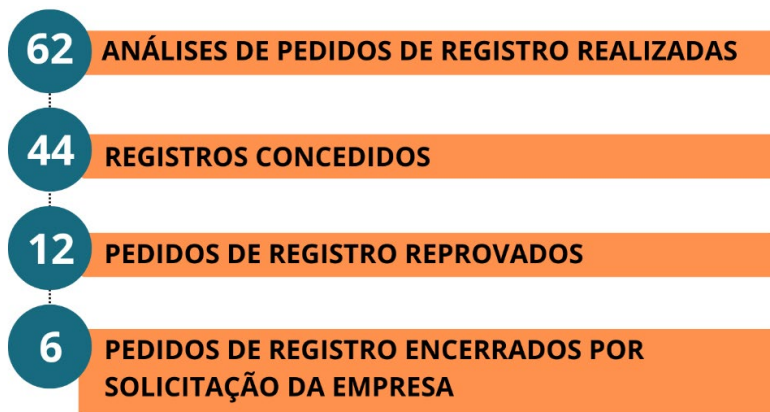 62 ANÁLISES DE PEDIDOS DE REGISTRO REALIZADAS
44 REGISTROS CONCEDIDOS
12 PEDIDOS DE REGISTRO REPROVADOS
6 PEDIDOS DE REGISTRO ENCERRADOS POR
SOLICITAÇÃO DA EMPRESA